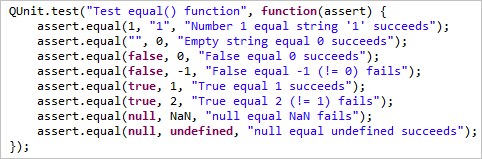 QUnit.test("Test equal() function", function(assert) {
    assert.equal(1, "1", "Number 1 equal string '1' succeeds");
    assert.equal("", 0, "Empty string equal 0 succeeds");
    assert.equal(false, 0, "False equal 0 succeeds");
    assert.equal(false, -1, "False equal -1 (!= 0) fails");
    assert.equal(true, 1, "True equal 1 succeeds");
    assert.equal(true, 2, "True equal 2 (!= 1) fails");
    assert.equal(null, NaN, "null equal NaN fails");
    assert.equal(null, undefined, "null equal undefined succeeds");
});